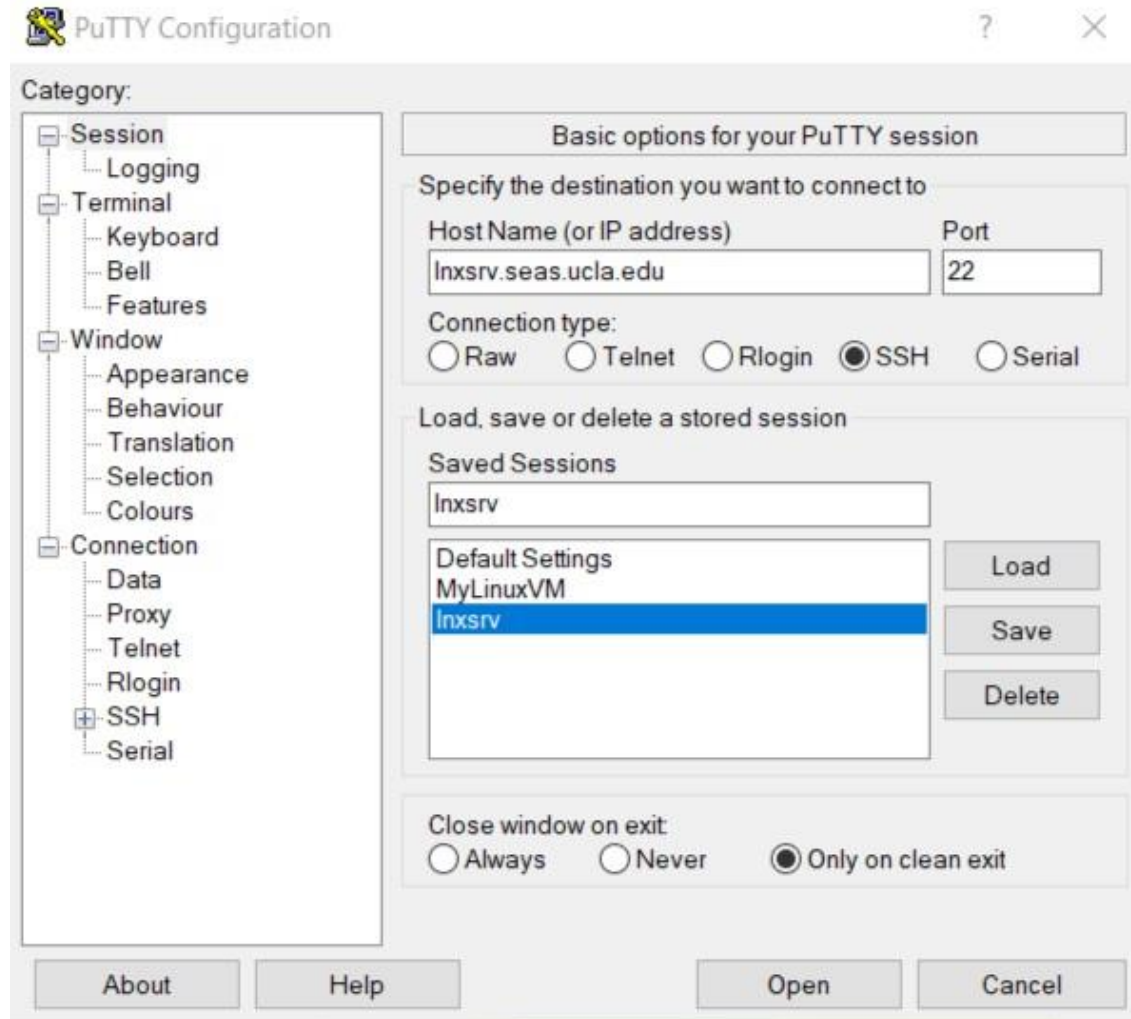 PuTTY Configuration
Category:
Session
Logging
Terminal
Keyboard
Bell
Features
Window
Appearance
Behaviour
Translation
Selection
Colours
Connection
Data
Proxy
Telnet
Rlogin
SSH
Serial
Basic options for your PuTTY session
Specify the destination you want to connect to
Host Name (or IP address) Port
lnxsrv.seas.ucla.edu 22
Connection type:
Raw Telnet Rlogin SSH Serial
Load, save or delete a stored session
Saved Sessions
lnxsrv
Default Settings
MyLinuxVM
lnxsrv
Load
Save
Delete
Close window on exit:
Always Never Only on clean exit
About Help Open Cancel